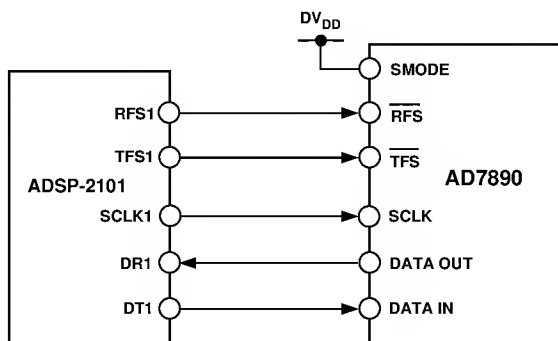 DVDD
SMODE
RFS1
RFS
TFS1
TFS
ADSP-2101
AD7890
SCLK1
SCLK
DR1
DATA OUT
DT1
DATA IN